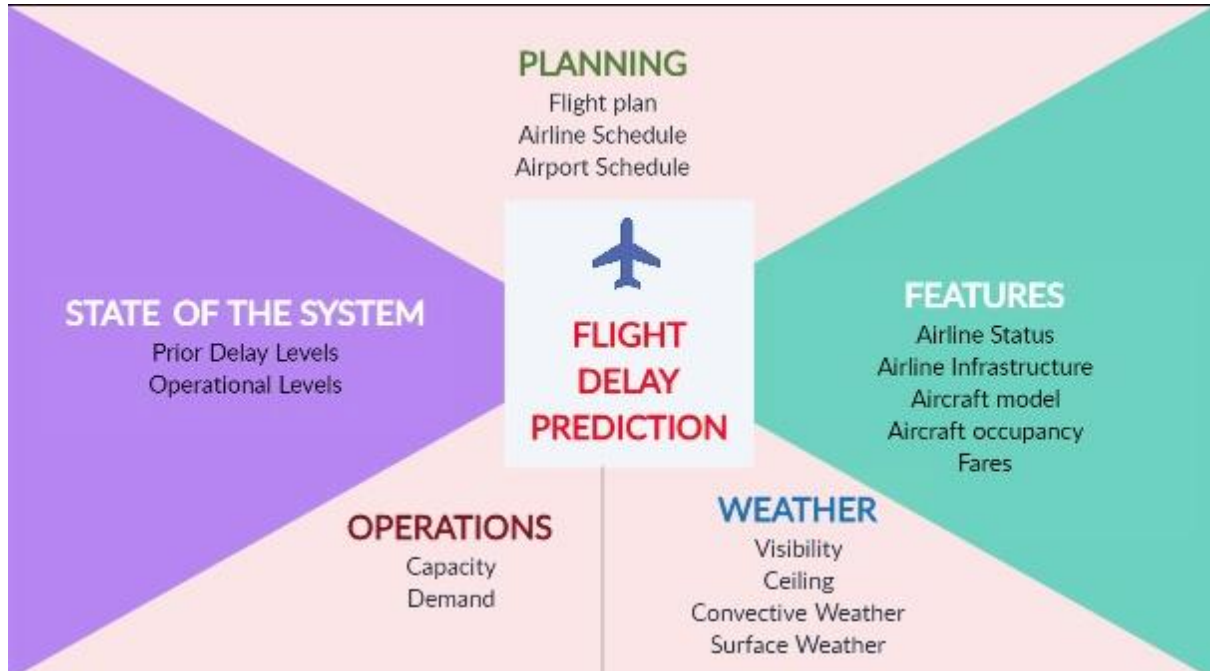 PLANNING
Flight plan
Airline Schedule
Airport Schedule
STATE OF THE SYSTEM
Prior Delay Levels
Operational Levels
FLIGHT
DELAY
PREDICTION
FEATURES
Airline Status
Airline Infrastructure
Aircraft model
Aircraft occupancy
Fares
OPERATIONS
Capacity
Demand
WEATHER
Visibility
Ceiling
Convective Weather
Surface Weather